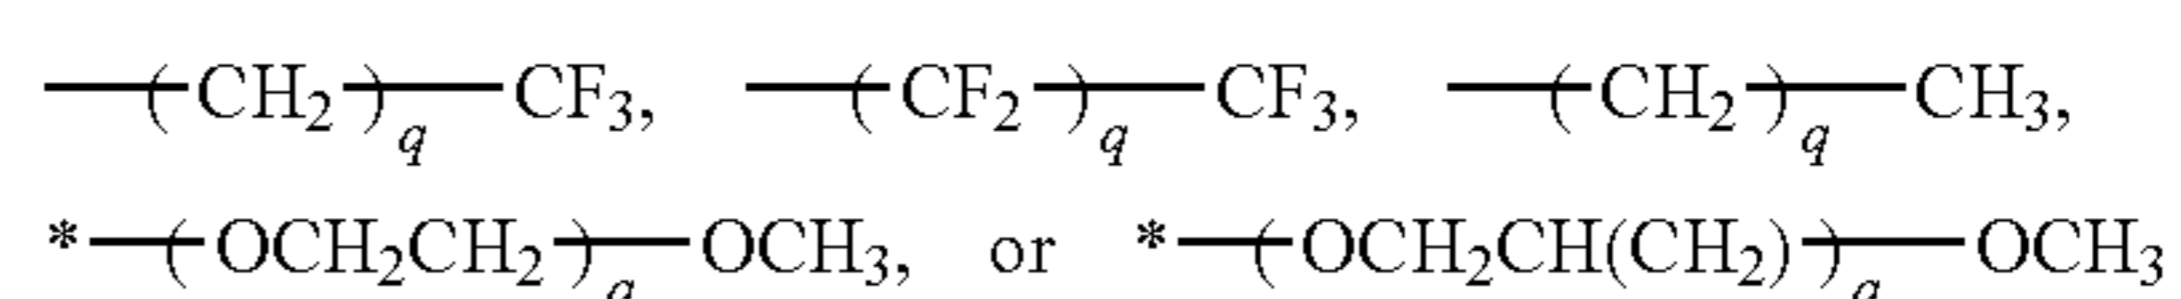 —(CH₂)q—CF₃, —(CF₂)q—CF₃, —(CH₂)q—CH₃,
*—(OCH₂CH₂)q—OCH₃, or *—(OCH₂CH(CH₂))q—OCH₃